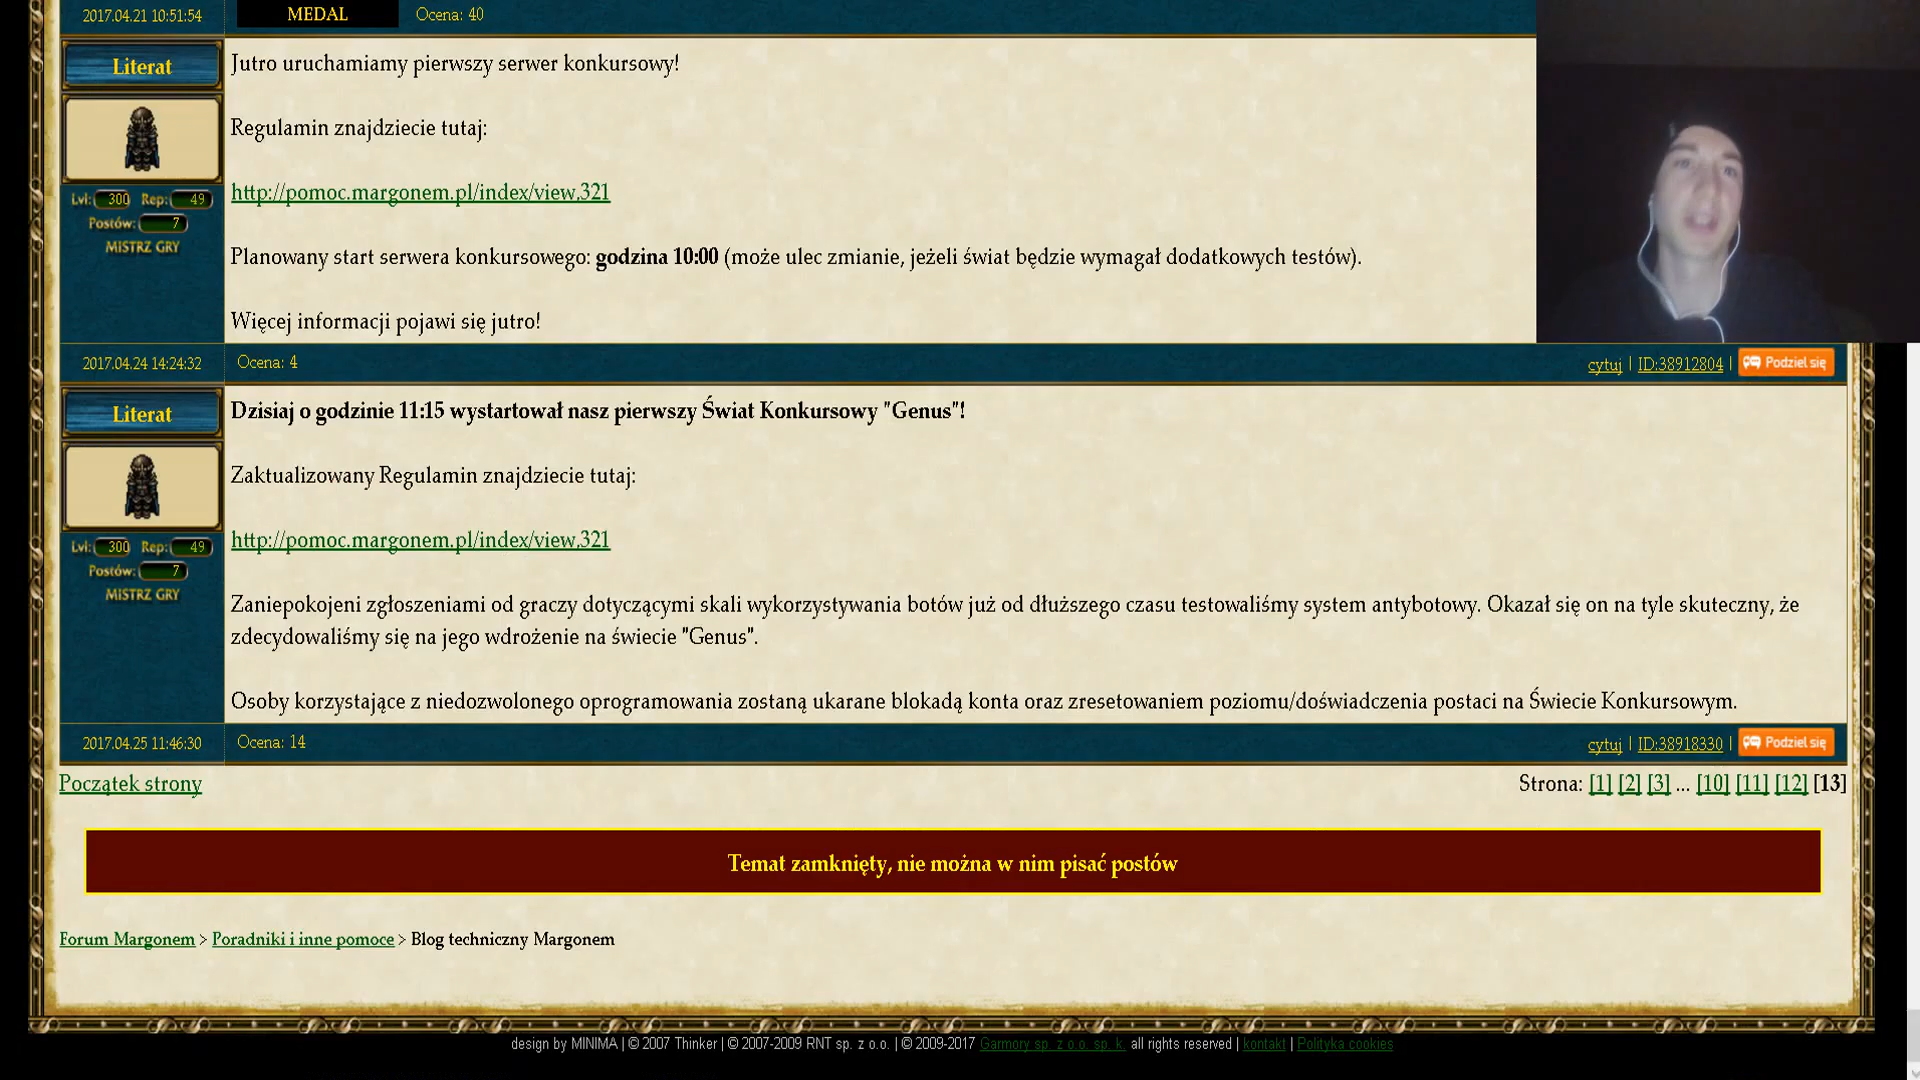 2017.04.21 10:51:54 MEDAL Ocena: 40
Literat
Lvl: 300 Rep: 49
Postów: 7
MISTRZ GRY
Jutro uruchamiamy pierwszy serwer konkursowy!
Regulamin znajdziecie tutaj:
http://pomoc.margonem.pl/index/view,321
Planowany start serwera konkursowego: godzina 10:00 (może ulec zmianie, jeżeli świat będzie wymagał dodatkowych testów).
Więcej informacji pojawi się jutro!
2017.04.24 14:24:32 Ocena: 4 cytuj | ID:38912804 | Podziel się
Literat
Lvl: 300 Rep: 49
Postów: 7
MISTRZ GRY
Dzisiaj o godzinie 11:15 wystartował nasz pierwszy Świat Konkursowy "Genus"!
Zaktualizowany Regulamin znajdziecie tutaj:
http://pomoc.margonem.pl/index/view,321
Zaniepokojeni zgłoszeniami od graczy dotyczącymi skali wykorzystywania botów już od dłuższego czasu testowaliśmy system antybotowy. Okazał się on na tyle skuteczny, że
zdecydowaliśmy się na jego wdrożenie na świecie "Genus".
Osoby korzystające z niedozwolonego oprogramowania zostaną ukarane blokadą konta oraz zresetowaniem poziomu/doświadczenia postaci na Świecie Konkursowym.
2017.04.25 11:46:30 Ocena: 14 cytuj | ID:38918330 | Podziel się
Początek strony Strona: [1] [2] [3] ... [10] [11] [12] [13]
Temat zamknięty, nie można w nim pisać postów
Forum Margonem > Poradniki i inne pomoce > Blog techniczny Margonem
design by MINIMA | © 2007 Thinker | © 2007-2009 RNT sp. z o.o. | © 2009-2017 Garmory sp. z o.o. sp. k. all rights reserved | kontakt | Polityka cookies